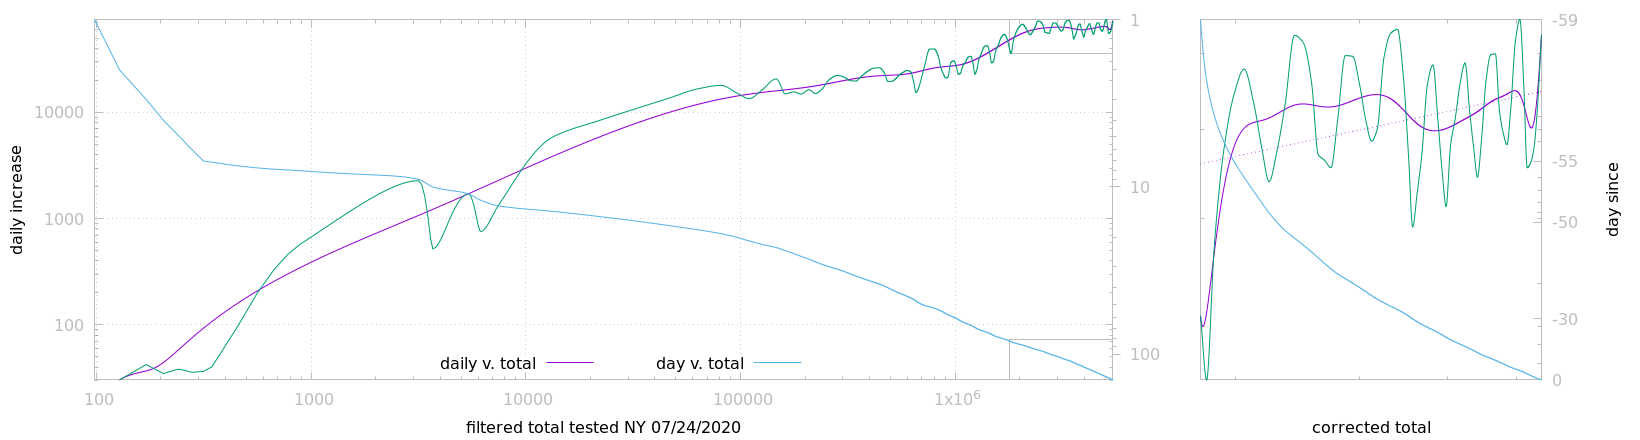 daily increase
10000
1000
100
100
1000
10000
100000
1x10⁶
1
10
100
daily v. total
day v. total
filtered total tested NY 07/24/2020
-59
-55
-50
-30
0
day since
corrected total